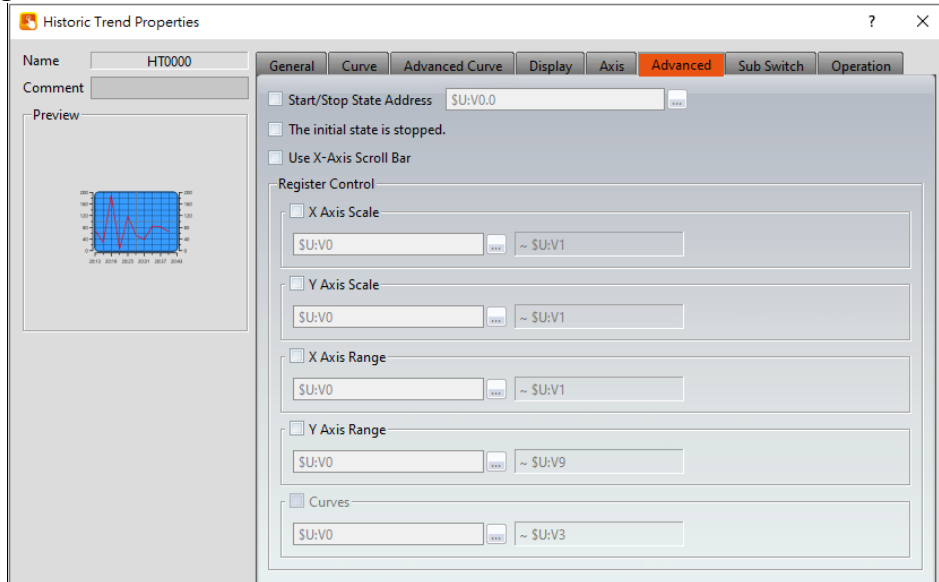 Historic Trend Properties
? ×
Name HT0000
Comment
Preview
General Curve Advanced Curve Display Axis Advanced Sub Switch Operation
Start/Stop State Address $U:V0.0 ...
The initial state is stopped.
Use X-Axis Scroll Bar
Register Control
X Axis Scale
$U:V0 ... ~ $U:V1
Y Axis Scale
$U:V0 ... ~ $U:V1
X Axis Range
$U:V0 ... ~ $U:V1
Y Axis Range
$U:V0 ... ~ $U:V9
Curves
$U:V0 ... ~ $U:V3